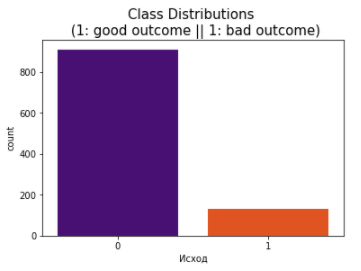 Class Distributions
(1: good outcome || 1: bad outcome)
800
600
400
200
0
count
0 1
Исход